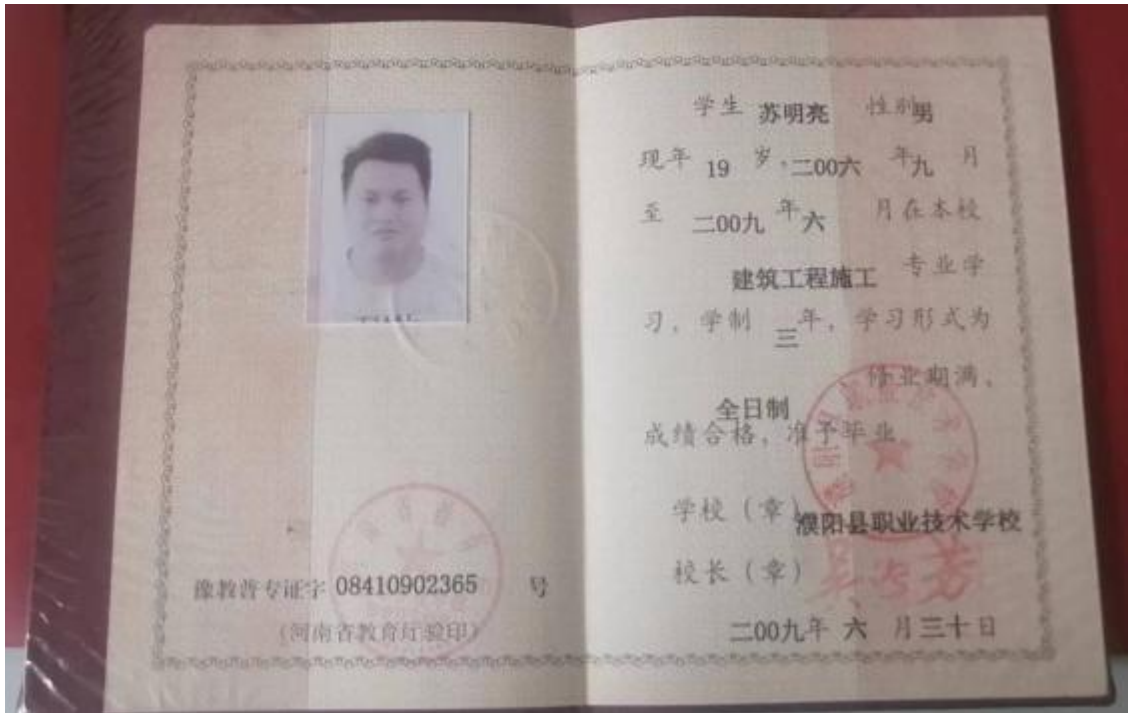 豫教普专证字 08410902365 号
(河南省教育厅验印)
学生 苏明亮 性别 男
现年 19 岁,二00六 年 九 月
至 二00九 年 六 月在本校
建筑工程施工 专业学
习,学制 三 年,学习形式为
全日制 修业期满,
成绩合格,准予毕业
学校(章) 濮阳县职业技术学校
校长(章)
二00九年 六 月三十日